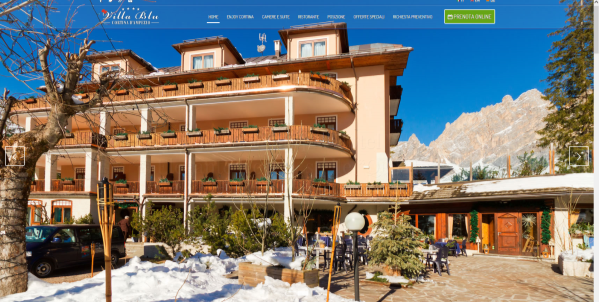 Villa Blu
CORTINA D'AMPEZZO
HOME
ENJOY CORTINA
CAMERE E SUITE
RISTORANTE
POSIZIONE
OFFERTE SPECIALI
RICHIESTA PREVENTIVO
PRENOTA ONLINE